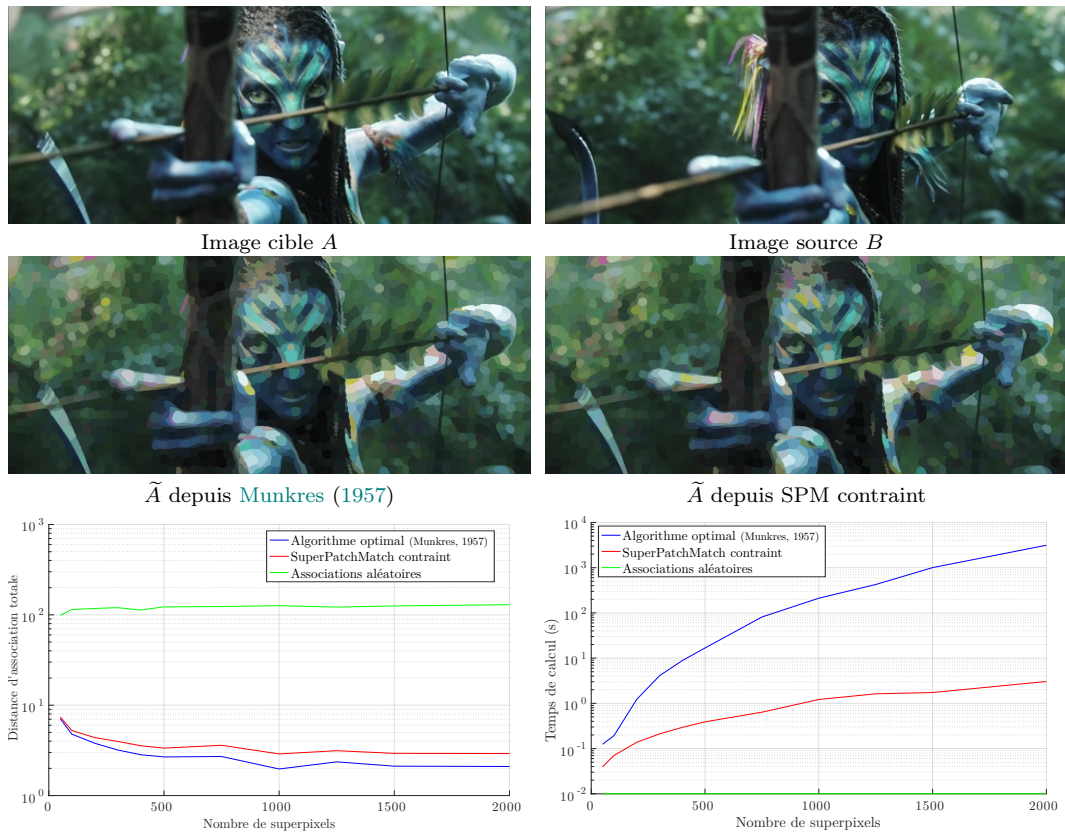 Image cible A
Image source B
Ã depuis Munkres (1957)
Ã depuis SPM contraint
Distance d'association totale
10^3
10^2
10^1
10^0
Algorithme optimal (Munkres, 1957)
SuperPatchMatch contraint
Associations aléatoires
0
500
1000
1500
2000
Nombre de superpixels
Temps de calcul (s)
10^4
10^3
10^2
10^1
10^0
10^-1
10^-2
Algorithme optimal (Munkres, 1957)
SuperPatchMatch contraint
Associations aléatoires
0
500
1000
1500
2000
Nombre de superpixels